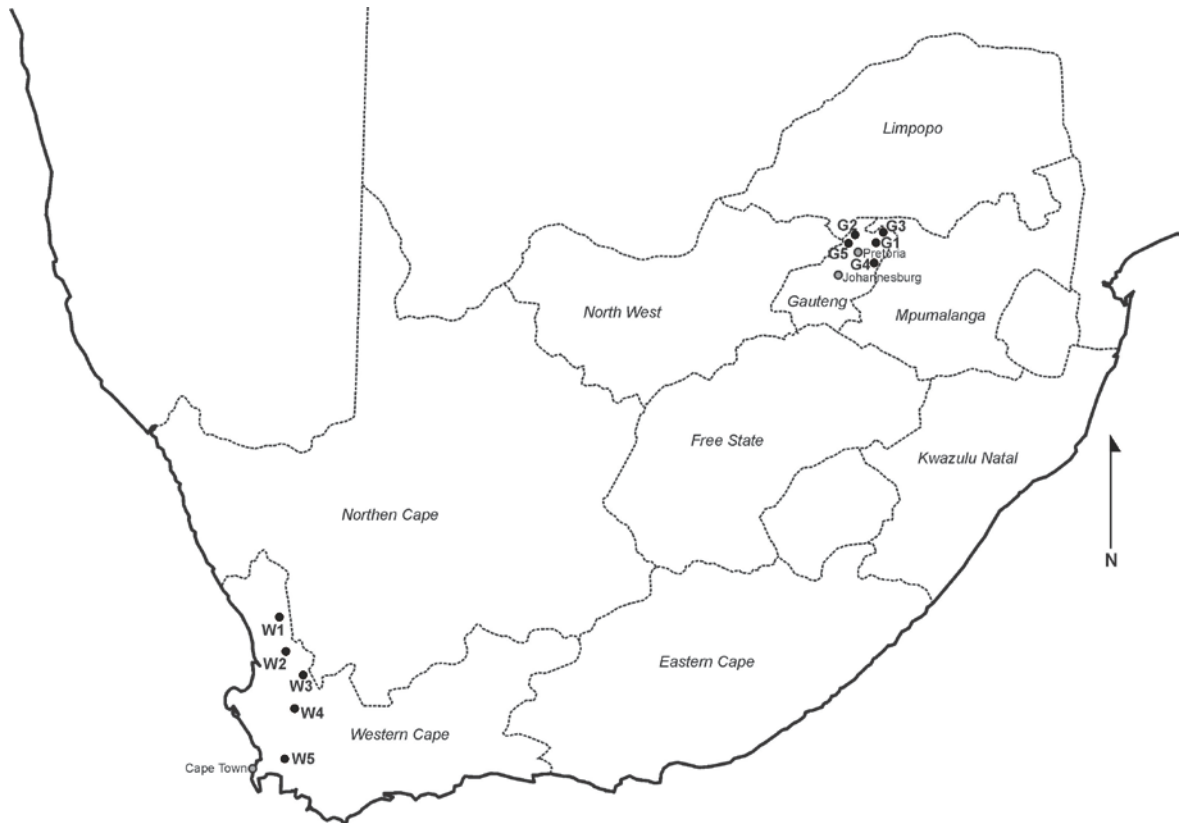 Limpopo
G2
G3
G1
G5
Pretoria
G4
Johannesburg
Gauteng
North West
Mpumalanga
Free State
Kwazulu Natal
Northen Cape
N
W1
W2
W3
Eastern Cape
W4
Western Cape
W5
Cape Town